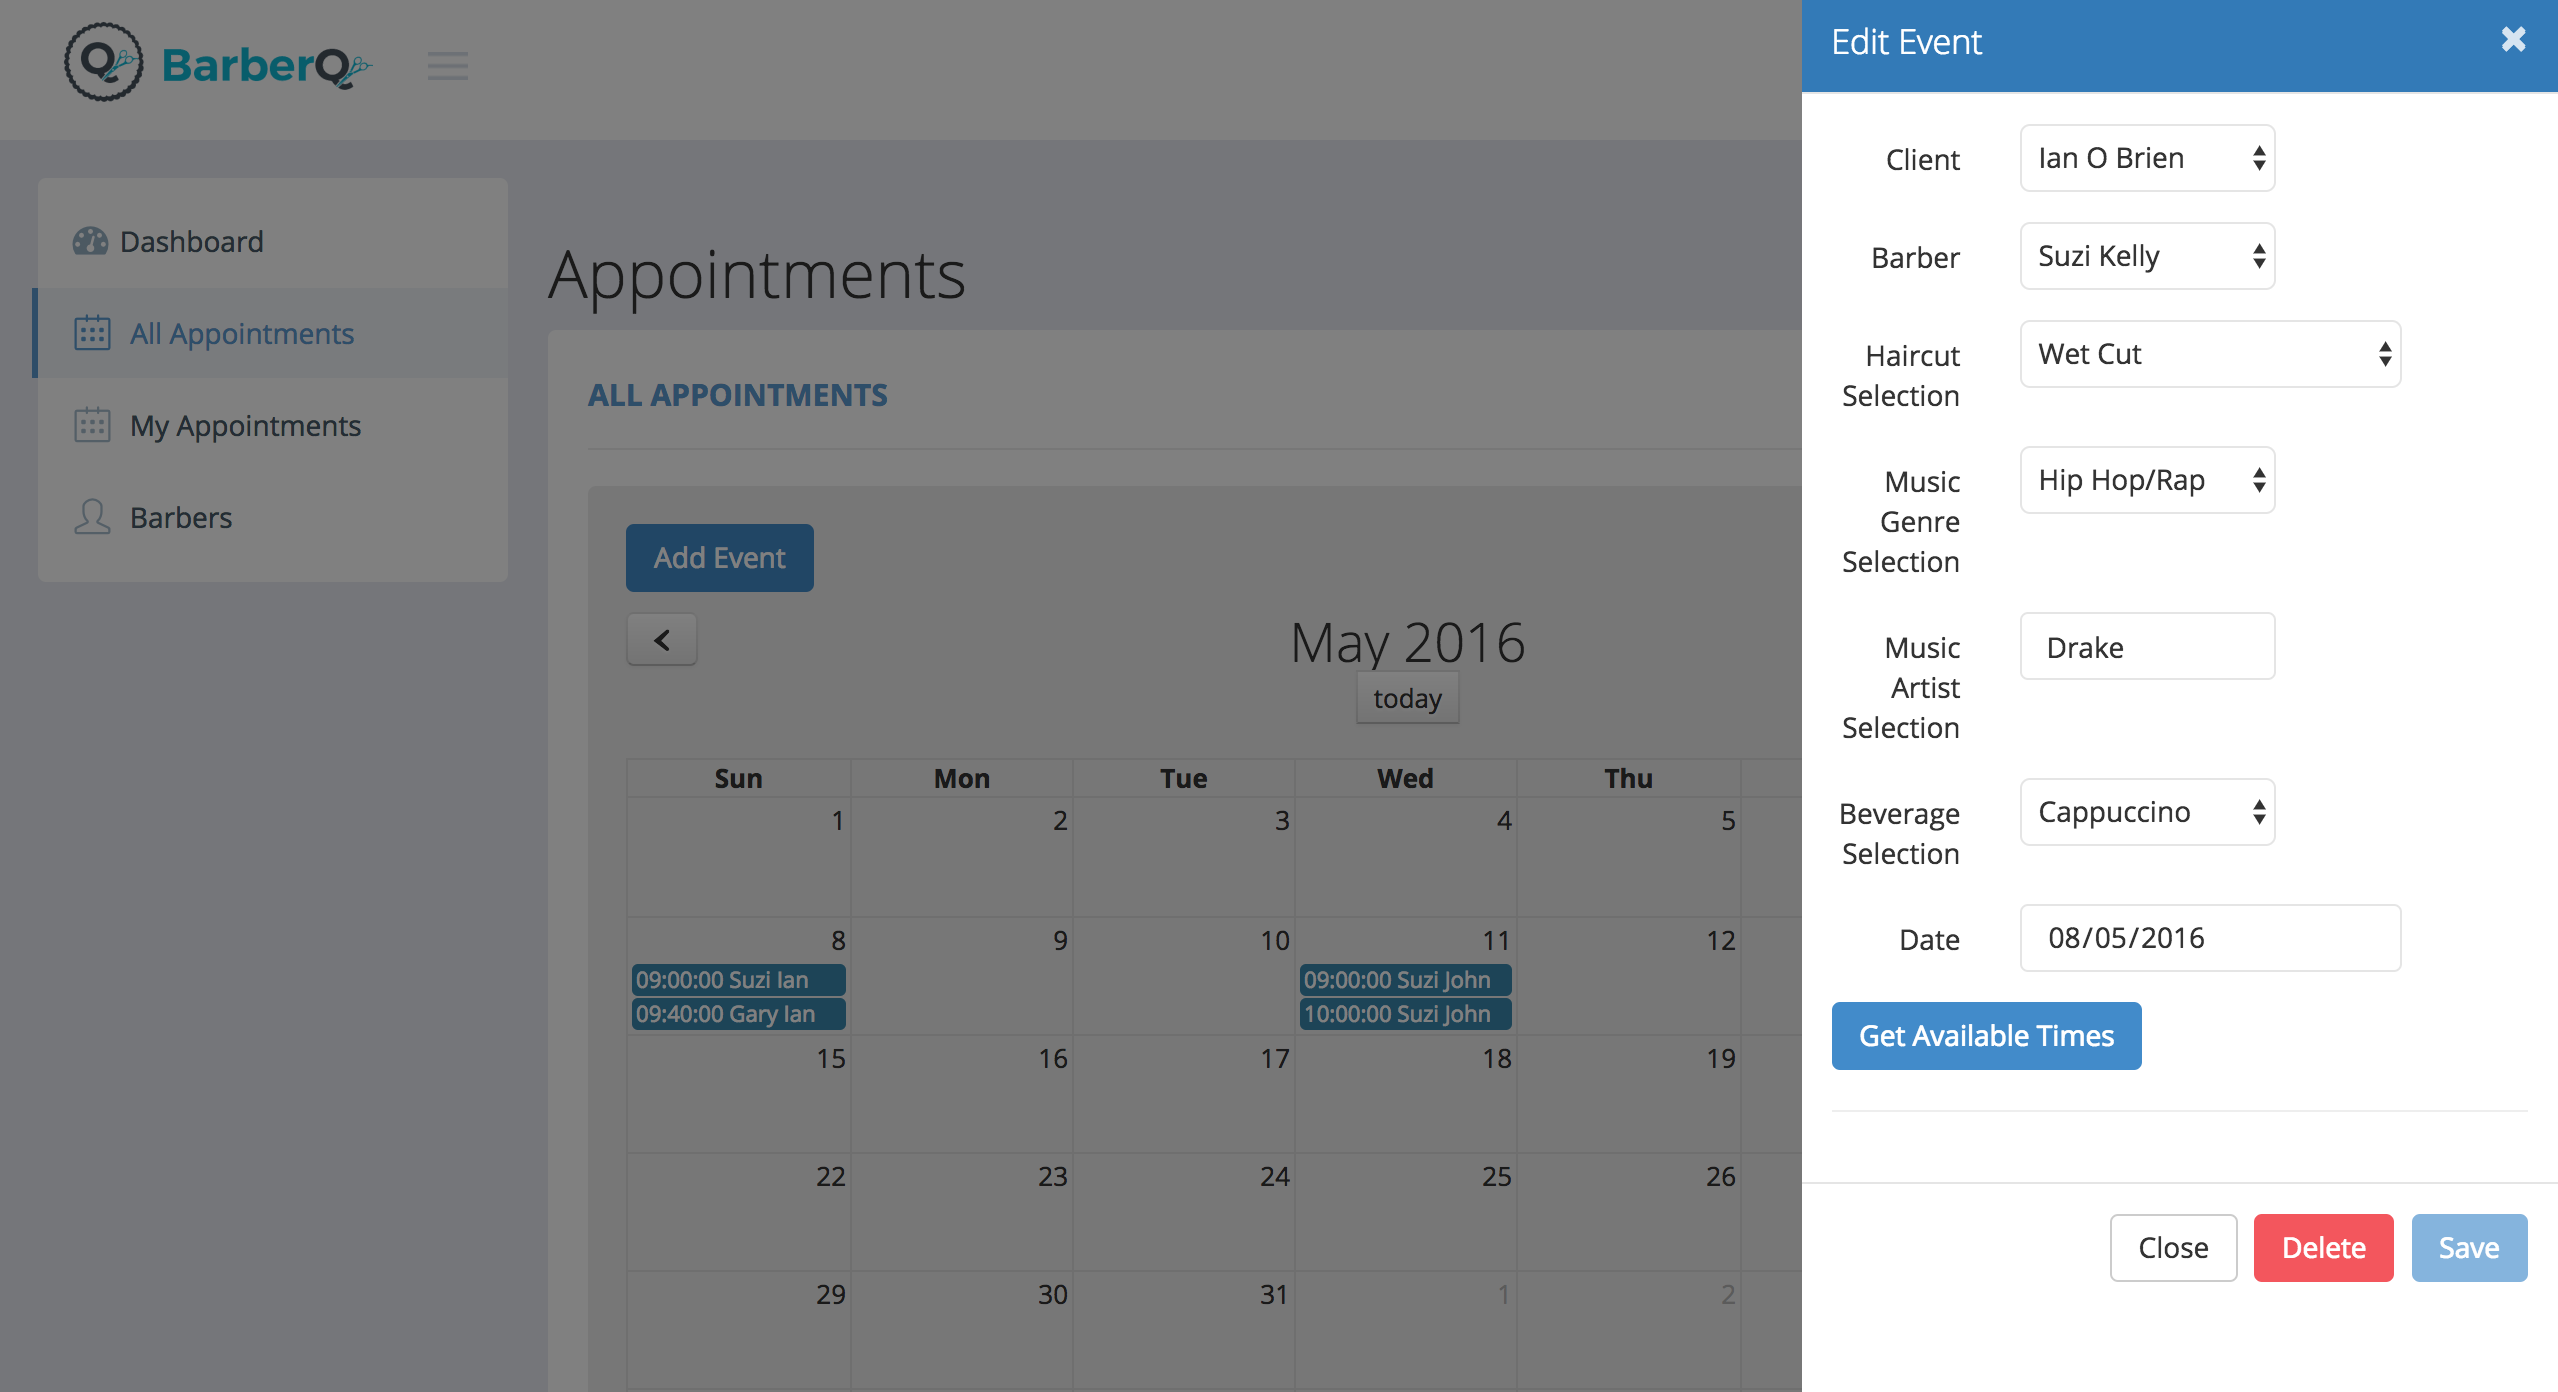 BarberQ
Dashboard
All Appointments
My Appointments
Barbers
Appointments
ALL APPOINTMENTS
Add Event
May 2016
today
Sun Mon Tue Wed Thu
1 2 3 4 5
8 9 10 11 12
09:00:00 Suzi Ian 09:00:00 Suzi John
09:40:00 Gary Ian 10:00:00 Suzi John
15 16 17 18 19
22 23 24 25 26
29 30 31 1 2
Edit Event
Client Ian O Brien
Barber Suzi Kelly
Haircut Wet Cut
Selection
Music Hip Hop/Rap
Genre
Selection
Music Drake
Artist
Selection
Beverage Cappuccino
Selection
Date 08/05/2016
Get Available Times
Close Delete Save